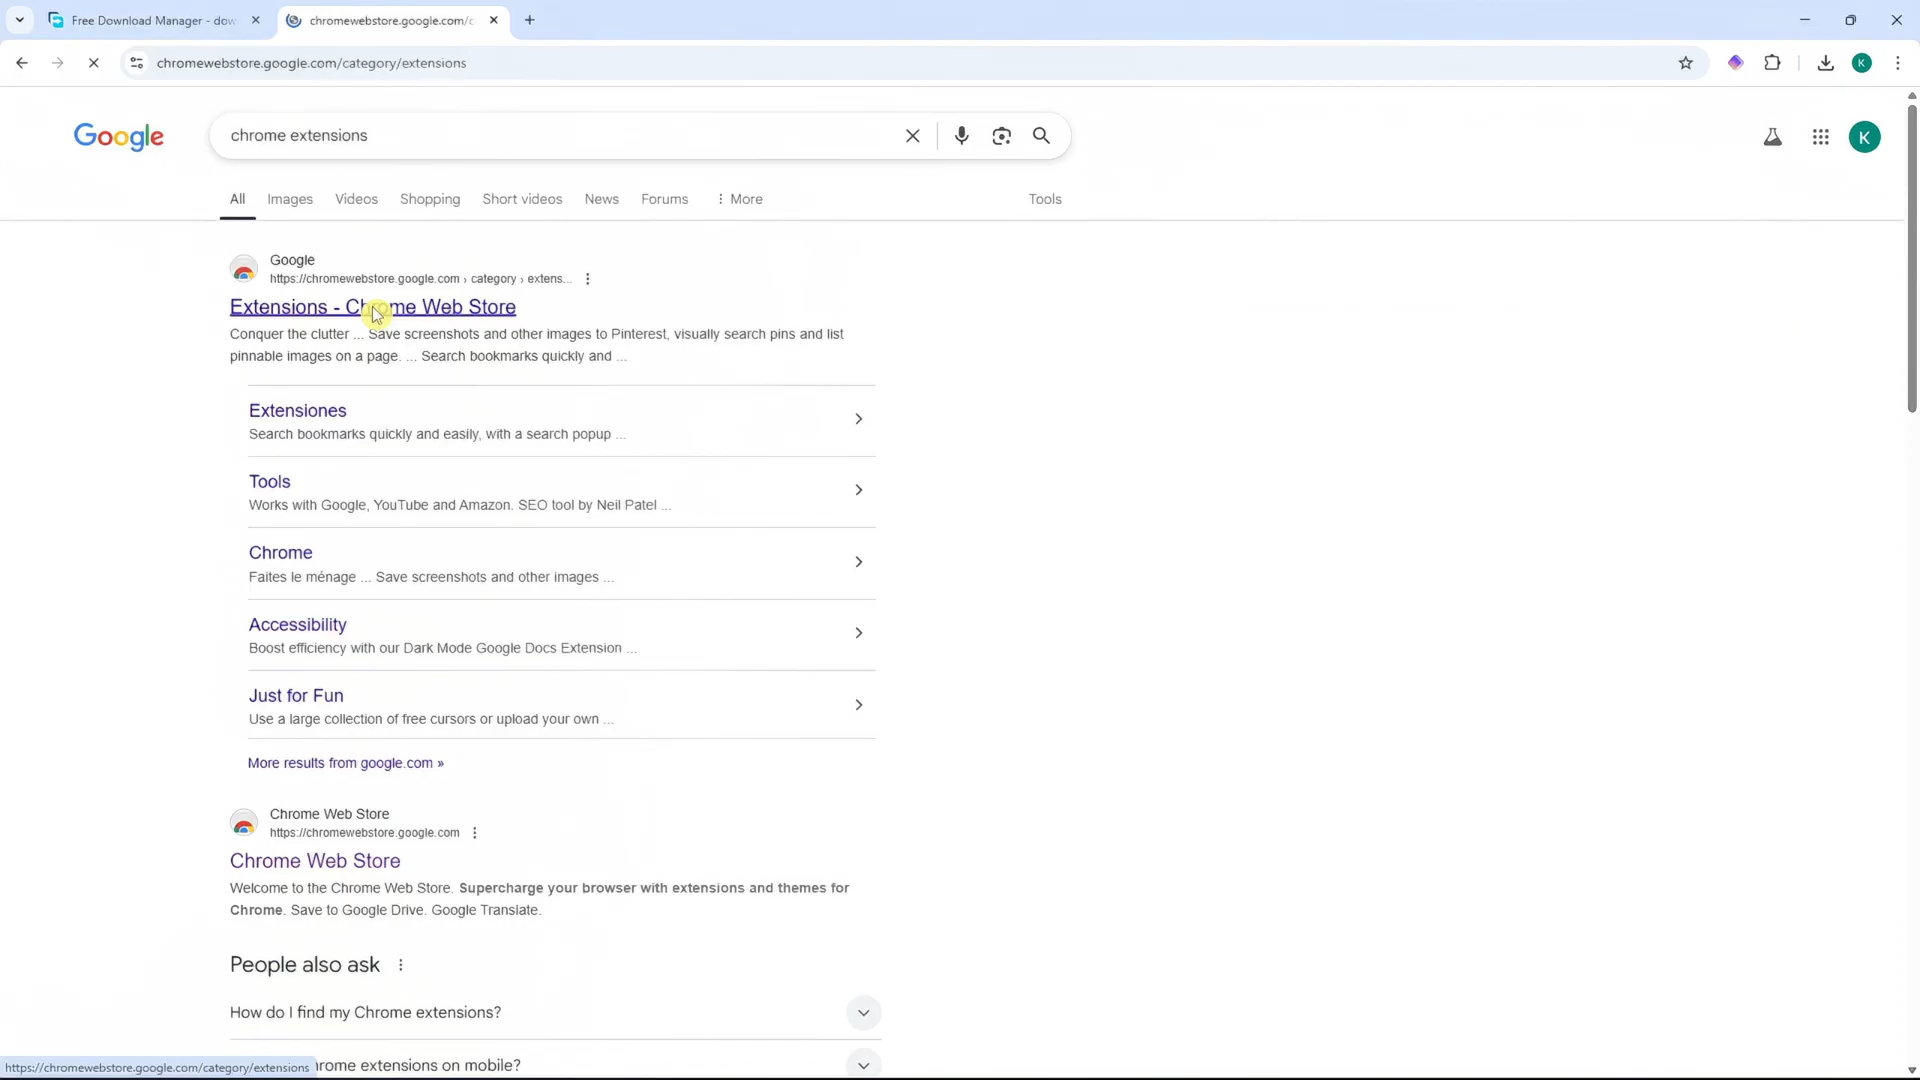 Free Download Manager - dow
chromewebstore.google.com/c
chromewebstore.google.com/category/extensions
K
Google
chrome extensions
K
All
Images
Videos
Shopping
Short videos
News
Forums
More
Tools
Google
https://chromewebstore.google.com › category › extens...
Extensions - Chrome Web Store
Conquer the clutter ... Save screenshots and other images to Pinterest, visually search pins and list
pinnable images on a page. ... Search bookmarks quickly and ...
Extensiones
Search bookmarks quickly and easily, with a search popup ...
Tools
Works with Google, YouTube and Amazon. SEO tool by Neil Patel ...
Chrome
Faites le ménage ... Save screenshots and other images ...
Accessibility
Boost efficiency with our Dark Mode Google Docs Extension ...
Just for Fun
Use a large collection of free cursors or upload your own ...
More results from google.com »
Chrome Web Store
https://chromewebstore.google.com
Chrome Web Store
Welcome to the Chrome Web Store. Supercharge your browser with extensions and themes for
Chrome. Save to Google Drive. Google Translate.
People also ask
How do I find my Chrome extensions?
hrome extensions on mobile?
https://chromewebstore.google.com/category/extensions